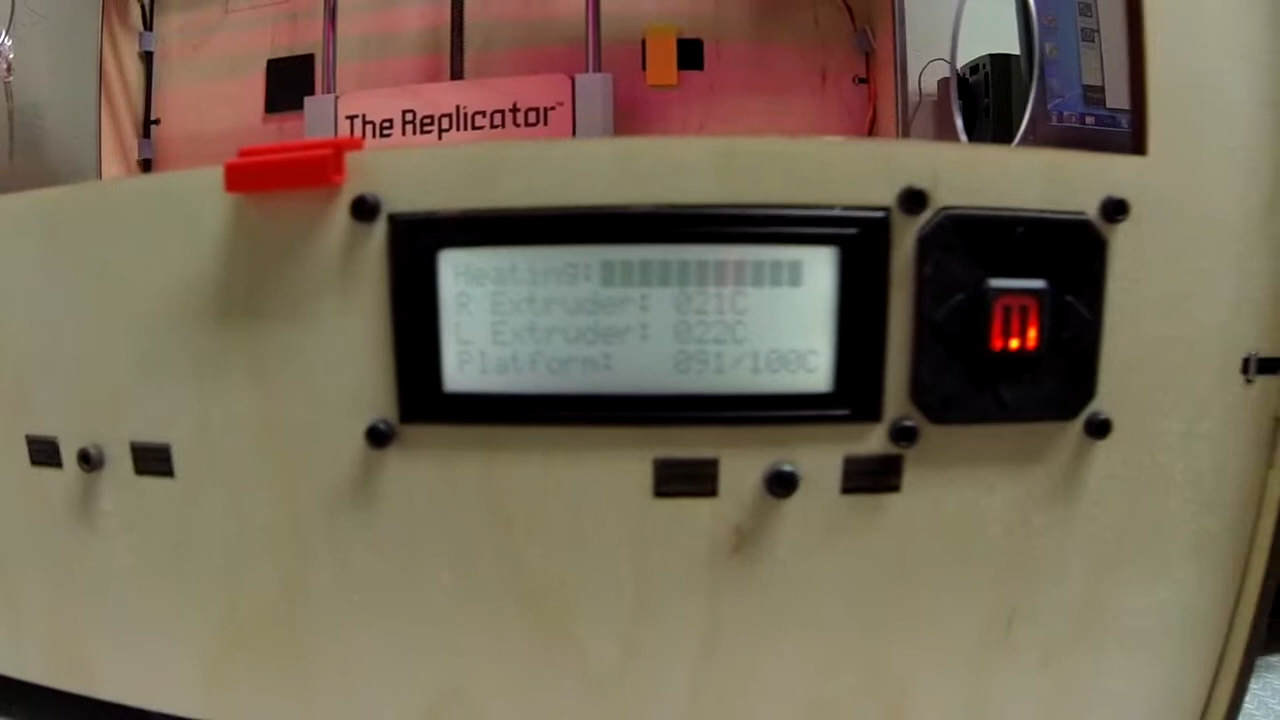 The Replicator™
Heating:
R Extruder: 021C
L Extruder: 022C
Platform: 091/100C
M